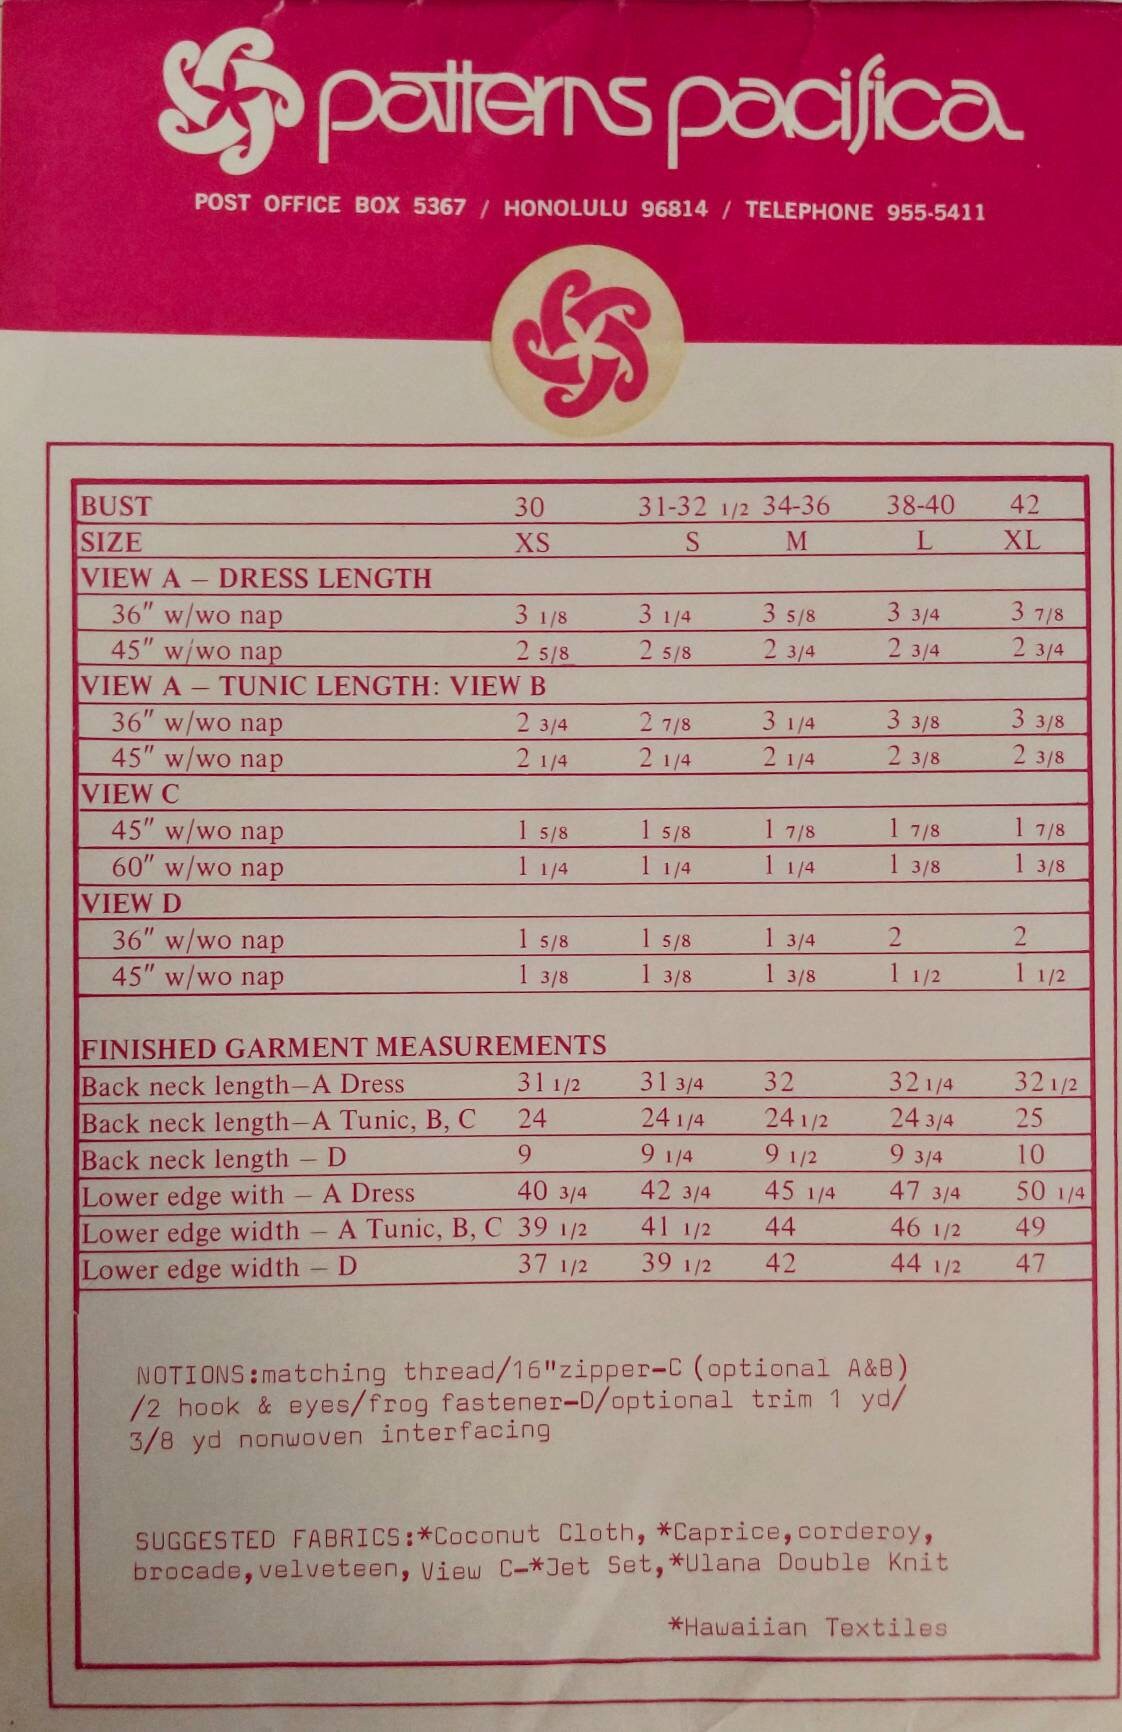 patterns pacifica
POST OFFICE BOX 5367 / HONOLULU 96814 / TELEPHONE 955-5411
BUST 30 31-32 1/2 34-36 38-40 42
SIZE XS S M L XL
VIEW A – DRESS LENGTH
36" w/wo nap 3 1/8 3 1/4 3 5/8 3 3/4 3 7/8
45" w/wo nap 2 5/8 2 5/8 2 3/4 2 3/4 2 3/4
VIEW A – TUNIC LENGTH: VIEW B
36" w/wo nap 2 3/4 2 7/8 3 1/4 3 3/8 3 3/8
45" w/wo nap 2 1/4 2 1/4 2 1/4 2 3/8 2 3/8
VIEW C
45" w/wo nap 1 5/8 1 5/8 1 7/8 1 7/8 1 7/8
60" w/wo nap 1 1/4 1 1/4 1 1/4 1 3/8 1 3/8
VIEW D
36" w/wo nap 1 5/8 1 5/8 1 3/4 2 2
45" w/wo nap 1 3/8 1 3/8 1 3/8 1 1/2 1 1/2
FINISHED GARMENT MEASUREMENTS
Back neck length–A Dress 31 1/2 31 3/4 32 32 1/4 32 1/2
Back neck length–A Tunic, B, C 24 24 1/4 24 1/2 24 3/4 25
Back neck length – D 9 9 1/4 9 1/2 9 3/4 10
Lower edge with – A Dress 40 3/4 42 3/4 45 1/4 47 3/4 50 1/4
Lower edge width – A Tunic, B, C 39 1/2 41 1/2 44 46 1/2 49
Lower edge width – D 37 1/2 39 1/2 42 44 1/2 47
NOTIONS:matching thread/16"zipper-C (optional A&B)
/2 hook & eyes/frog fastener-D/optional trim 1 yd/
3/8 yd nonwoven interfacing
SUGGESTED FABRICS:*Coconut Cloth, *Caprice,corderoy,
brocade,velveteen, View C-*Jet Set,*Ulana Double Knit
*Hawaiian Textiles